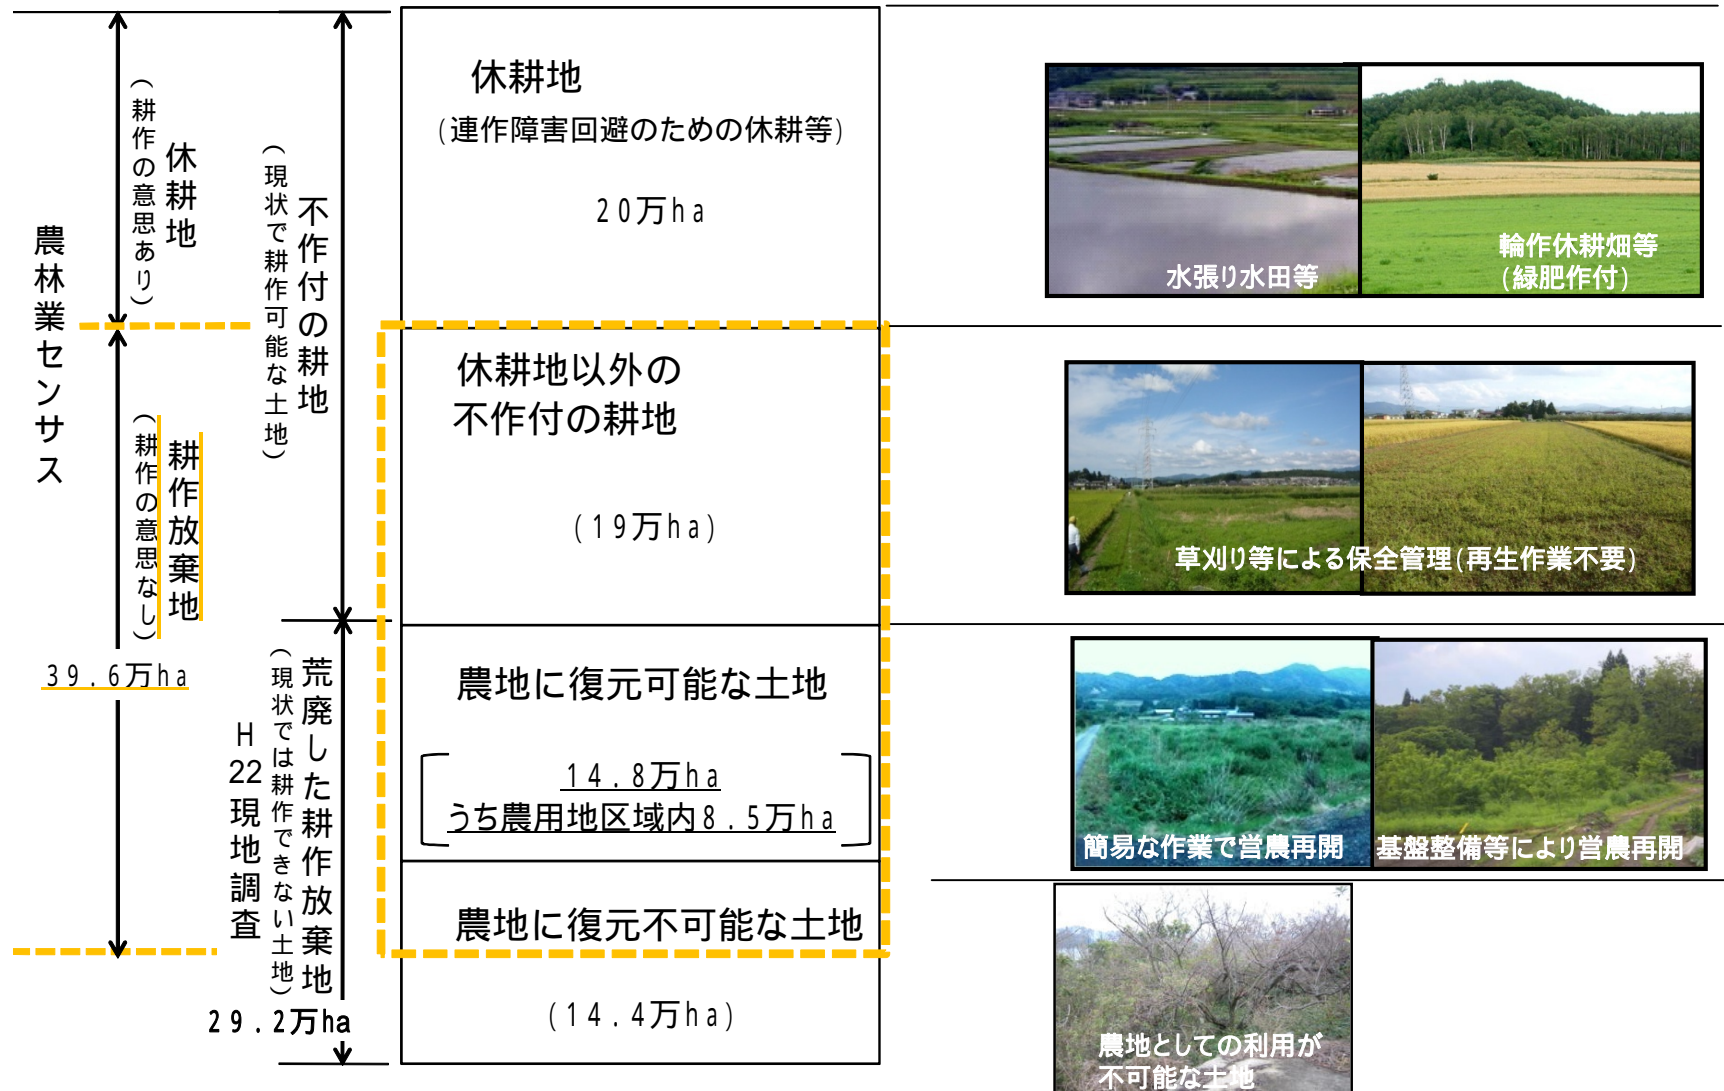 農林業センサス
休耕地
(耕作の意思あり)
耕作放棄地
(耕作の意思なし)
39.6万ha
不作付の耕地
(現状で耕作可能な土地)
荒廃した耕作放棄地
(現状では耕作できない土地)
H22現地調査
29.2万ha
休耕地
(連作障害回避のための休耕等)
20万ha
休耕地以外の
不作付の耕地
(19万ha)
農地に復元可能な土地
14.8万ha
うち農用地区域内8.5万ha
農地に復元不可能な土地
(14.4万ha)
水張り水田等
輪作休耕畑等
(緑肥作付)
草刈り等による保全管理(再生作業不要)
簡易な作業で営農再開
基盤整備等により営農再開
農地としての利用が
不可能な土地